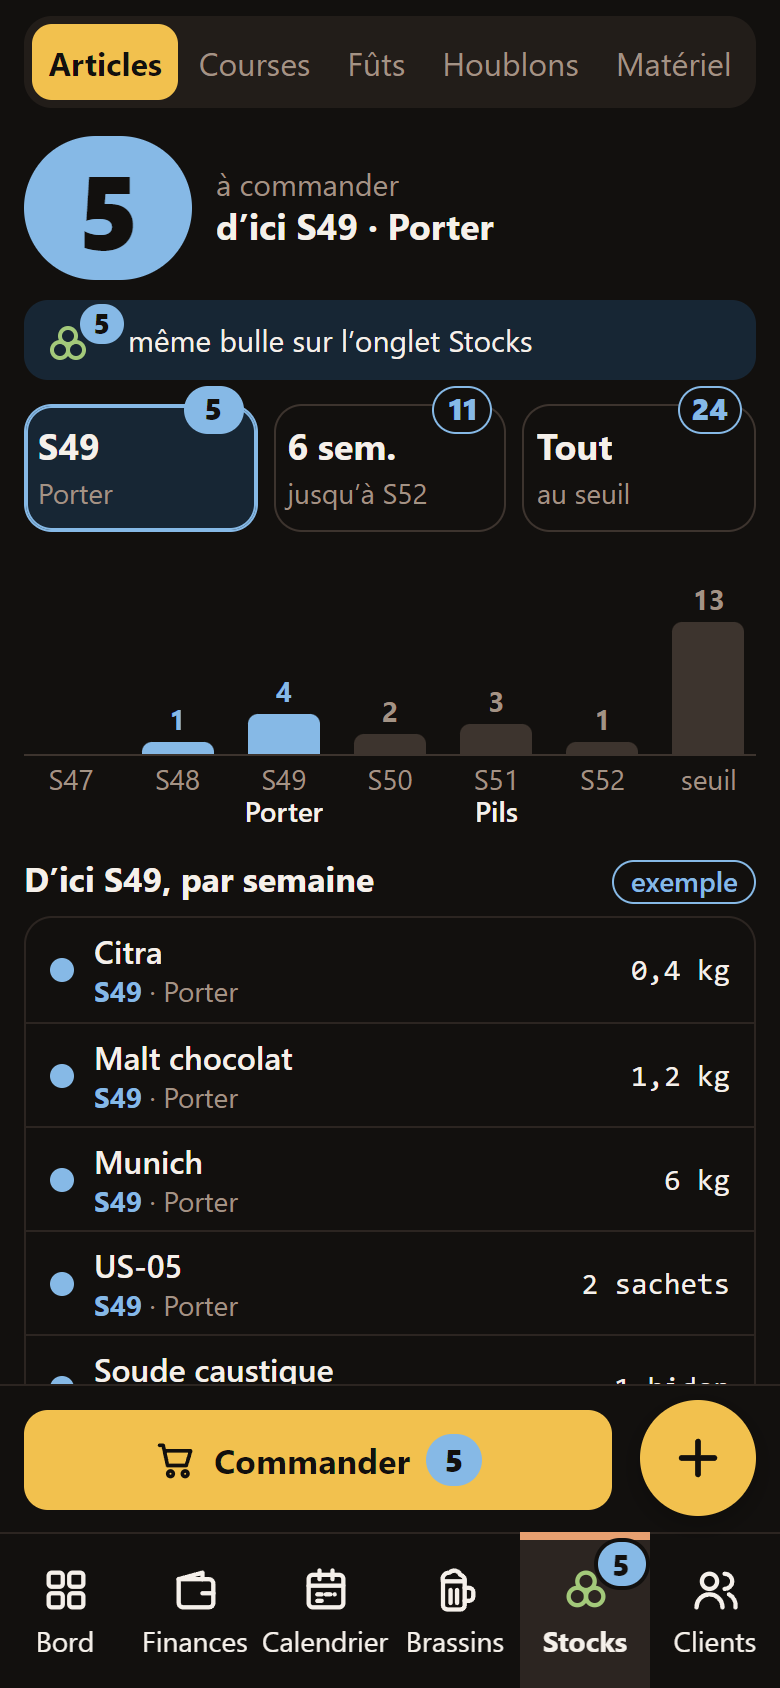 Articles Courses Fûts Houblons Matériel
5
à commander
d’ici S49 · Porter
5
même bulle sur l’onglet Stocks
5
S49
Porter
11
6 sem.
jusqu’à S52
24
Tout
au seuil
1 4 2 3 1 13
S47 S48 S49 S50 S51 S52 seuil
Porter Pils
D’ici S49, par semaine exemple
Citra
S49 · Porter
0,4 kg
Malt chocolat
S49 · Porter
1,2 kg
Munich
S49 · Porter
6 kg
US-05
S49 · Porter
2 sachets
Soude caustique
1 bidon
Commander 5
5
Bord Finances Calendrier Brassins Stocks Clients